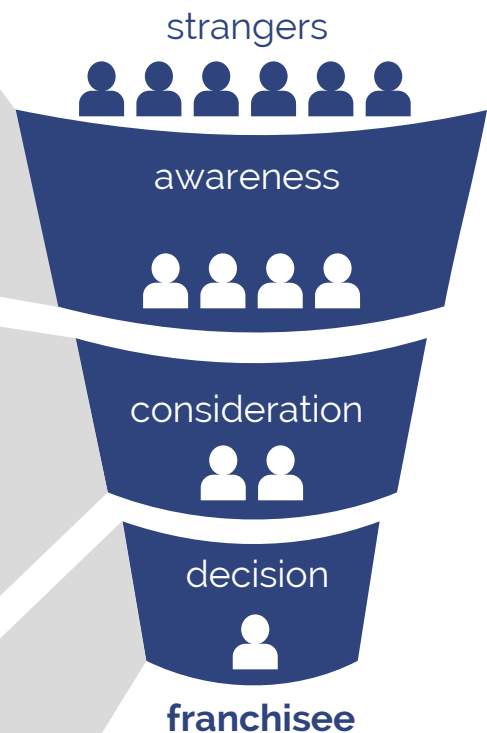 strangers
awareness
consideration
decision
franchisee